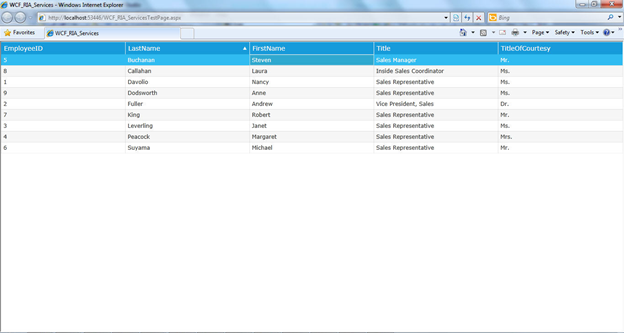 WCF_RIA_Services - Windows Internet Explorer
http://localhost:53446/WCF_RIA_ServicesTestPage.aspx
Bing
Favorites WCF_RIA_Services Page Safety Tools
EmployeeID LastName FirstName Title TitleOfCourtesy
5 Buchanan Steven Sales Manager Mr.
8 Callahan Laura Inside Sales Coordinator Ms.
1 Davolio Nancy Sales Representative Ms.
9 Dodsworth Anne Sales Representative Ms.
2 Fuller Andrew Vice President, Sales Dr.
7 King Robert Sales Representative Mr.
3 Leverling Janet Sales Representative Ms.
4 Peacock Margaret Sales Representative Mrs.
6 Suyama Michael Sales Representative Mr.